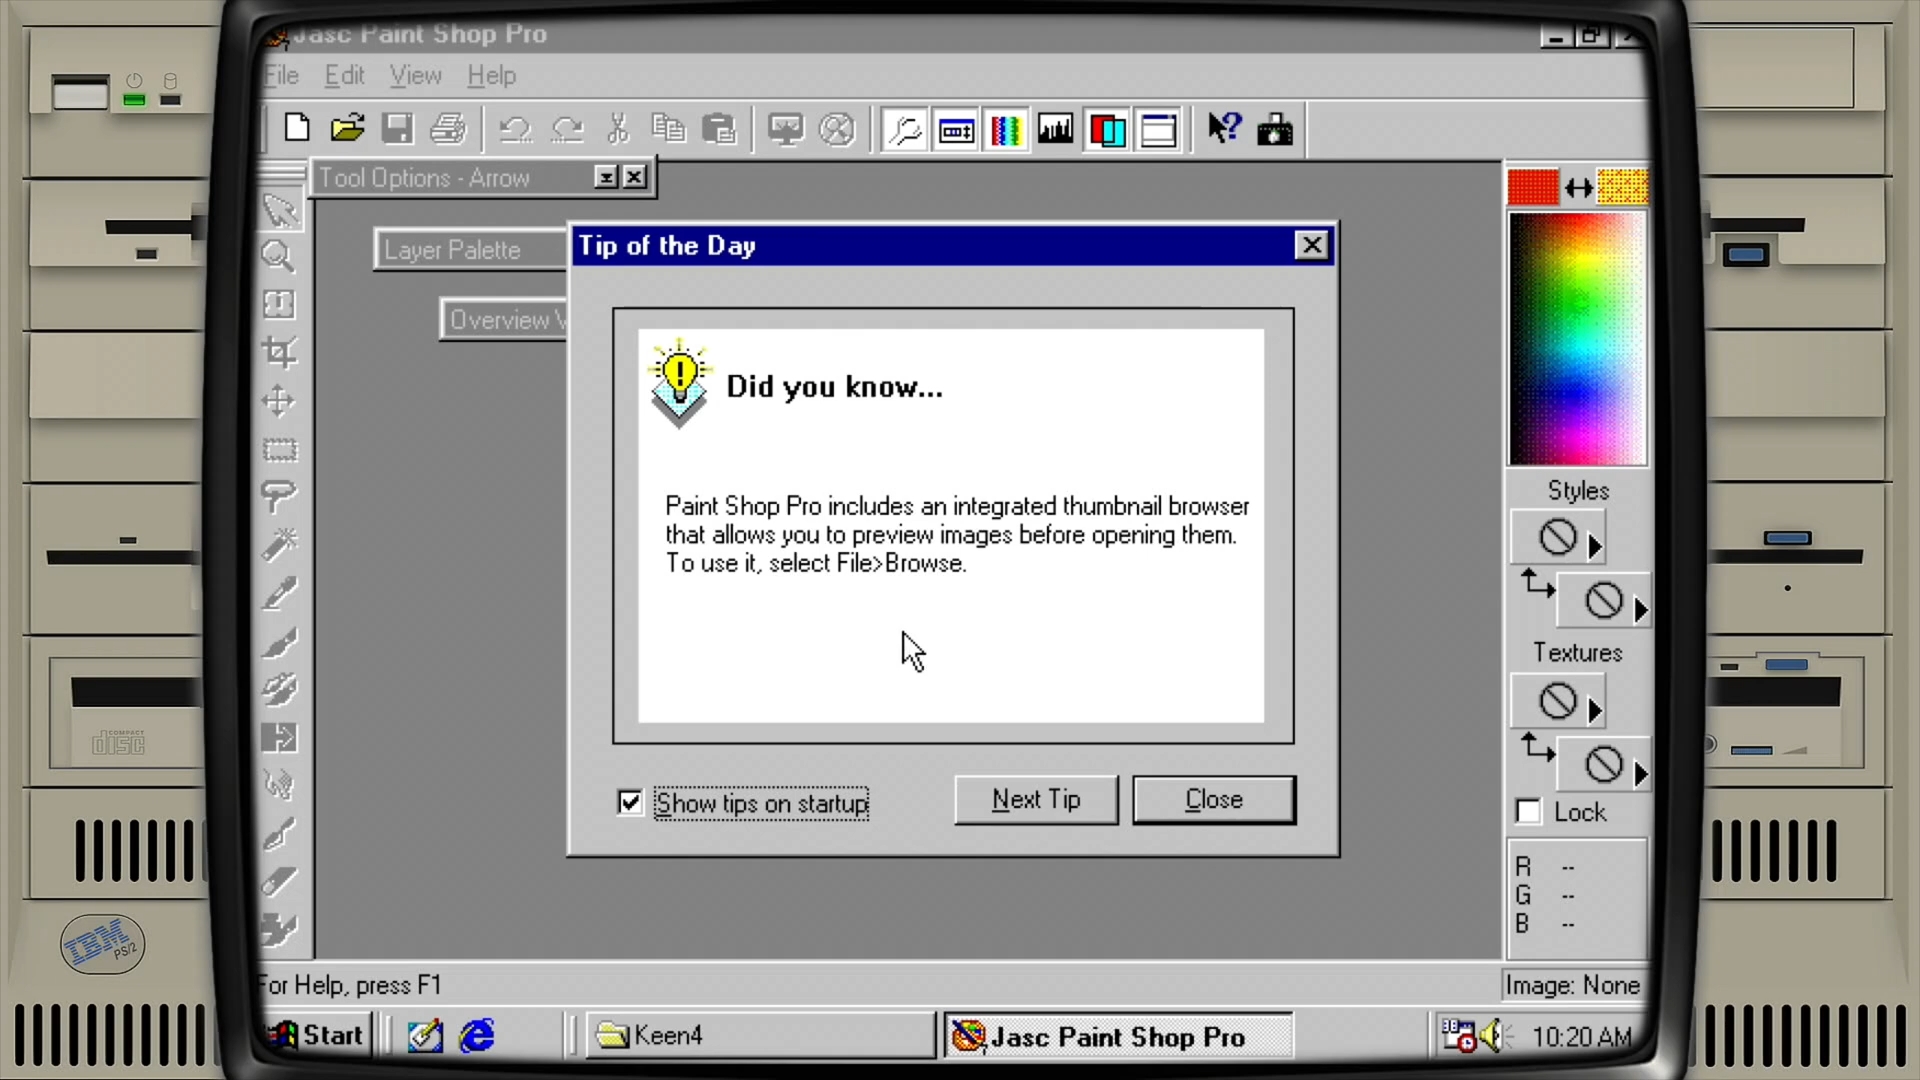 Jasc Paint Shop Pro
File Edit View Help
Tool Options - Arrow
Layer Palette
Overview
Tip of the Day
Did you know...
Paint Shop Pro includes an integrated thumbnail browser
that allows you to preview images before opening them.
To use it, select File>Browse.
Show tips on startup
Next Tip
Close
Styles
Textures
Lock
R --
G --
B --
COMPACT
disc
IBM
PS/2
For Help, press F1
Image: None
Start
Keen4
Jasc Paint Shop Pro
10:20 AM